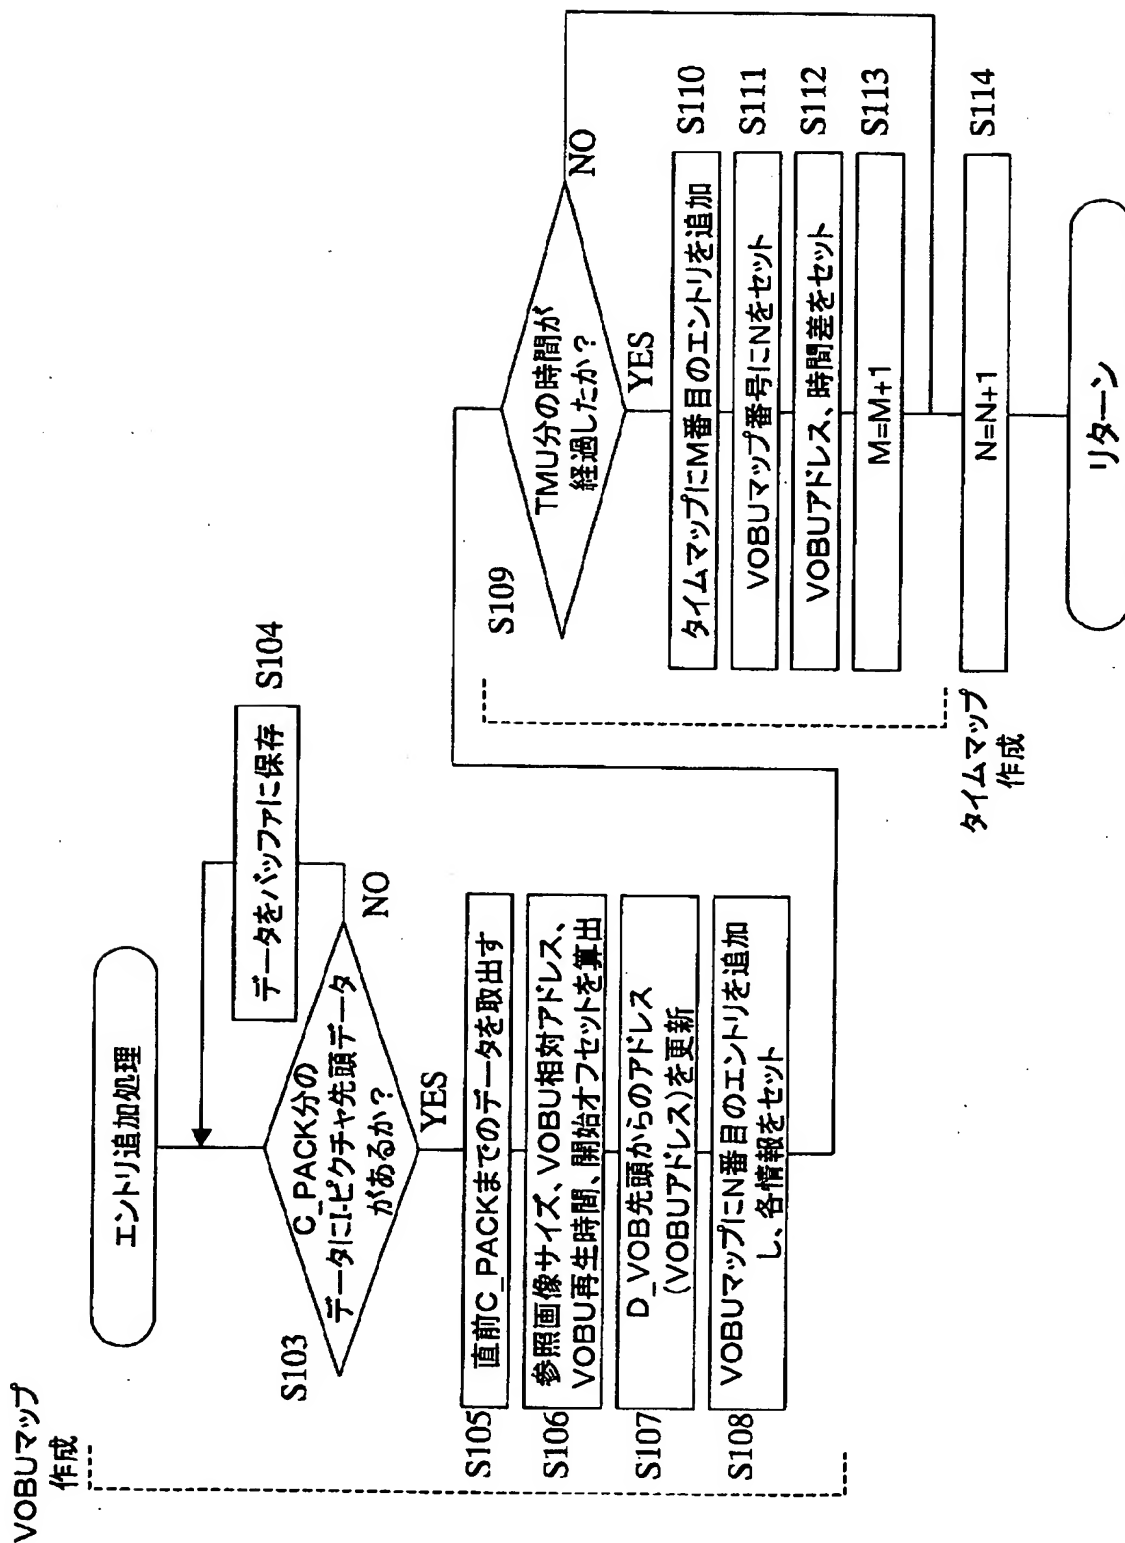 VOBUマップ
作成
エントリ追加処理
S103
C_PACK分の
データにI-ピクチャ先頭データ
があるか?
NO
YES
データをバッファに保存
S104
S105
直前C_PACKまでのデータを取出す
S106
参照画像サイズ、VOBU相対アドレス、
VOBU再生時間、開始オフセットを算出
S107
D_VOB先頭からのアドレス
(VOBUアドレス)を更新
S108
VOBUマップにN番目のエントリを追加
し、各情報をセット
S109
TMU分の時間が
経過したか?
NO
YES
タイムマップにM番目のエントリを追加
S110
VOBUマップ番号にNをセット
S111
VOBUアドレス、時間差をセット
S112
M=M+1
S113
タイムマップ
作成
N=N+1
S114
リターン